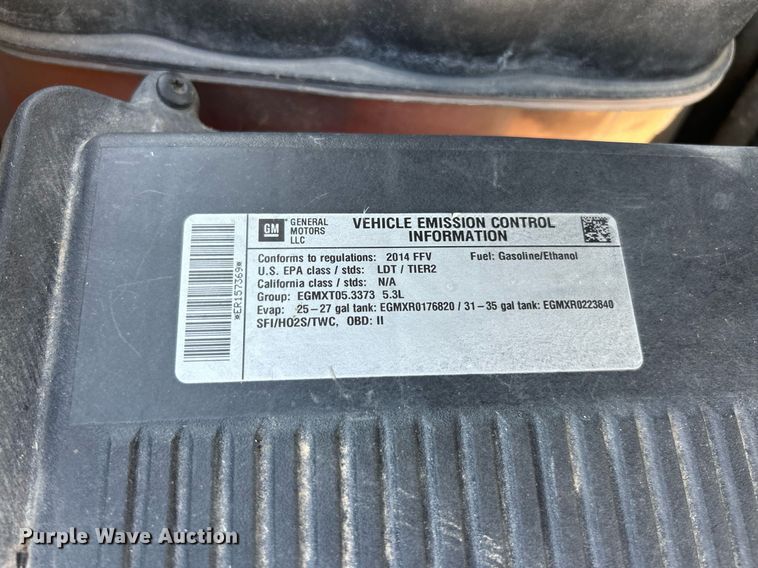 GM
GENERAL MOTORS LLC
VEHICLE EMISSION CONTROL INFORMATION
Conforms to regulations: 2014 FFV Fuel: Gasoline/Ethanol
U.S. EPA class / stds: LDT / TIER2
California class / stds: N/A
Group: EGMXT05.3373 5.3L
Evap: 25 – 27 gal tank: EGMXR0176820 / 31 – 35 gal tank: EGMXR0223840
SFI/HO2S/TWC, OBD: II
*ER157369*
Purple Wave Auction